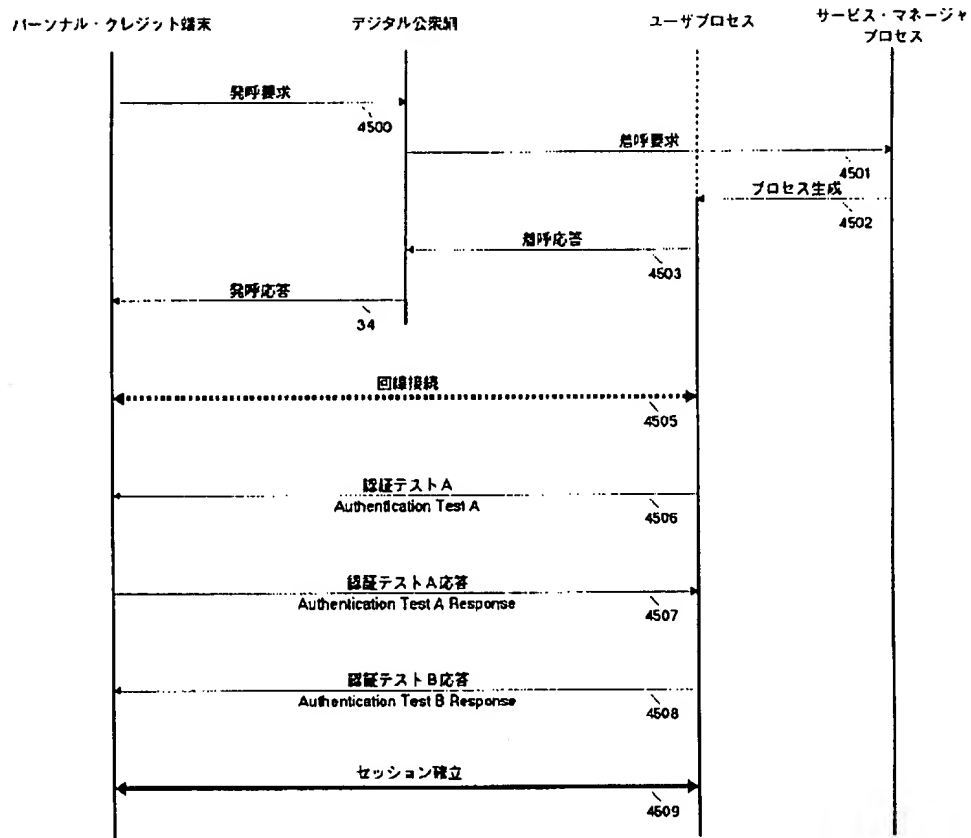 パーソナル・クレジット端末
デジタル公衆網
ユーザプロセス
サービス・マネージャ
プロセス
発呼要求
4500
着呼要求
4501
プロセス生成
4502
着呼応答
4503
発呼応答
34
回線接続
4505
認証テストA
Authentication Test A
4506
認証テストA応答
Authentication Test A Response
4507
認証テストB応答
Authentication Test B Response
4508
セッション確立
4509